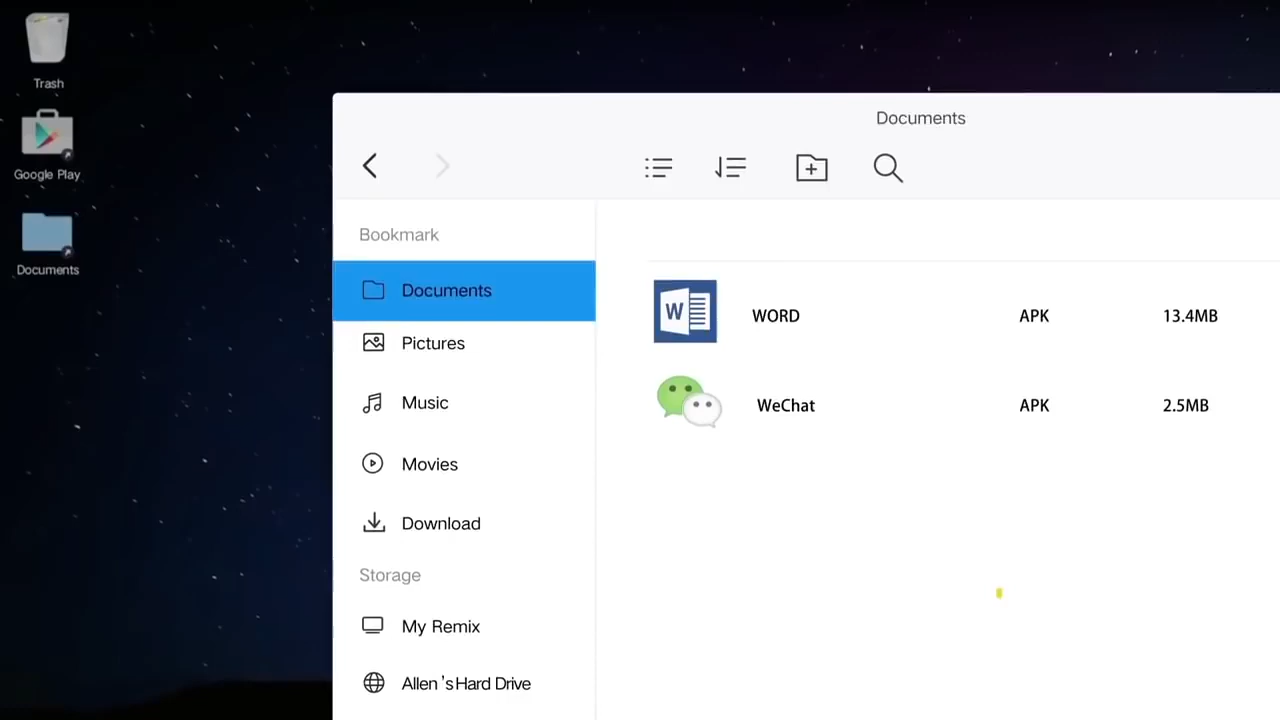 Trash
Google Play
Documents
Documents
Bookmark
Documents
Pictures
Music
Movies
Download
Storage
My Remix
Allen 's Hard Drive
W
WORD APK 13.4MB
WeChat APK 2.5MB